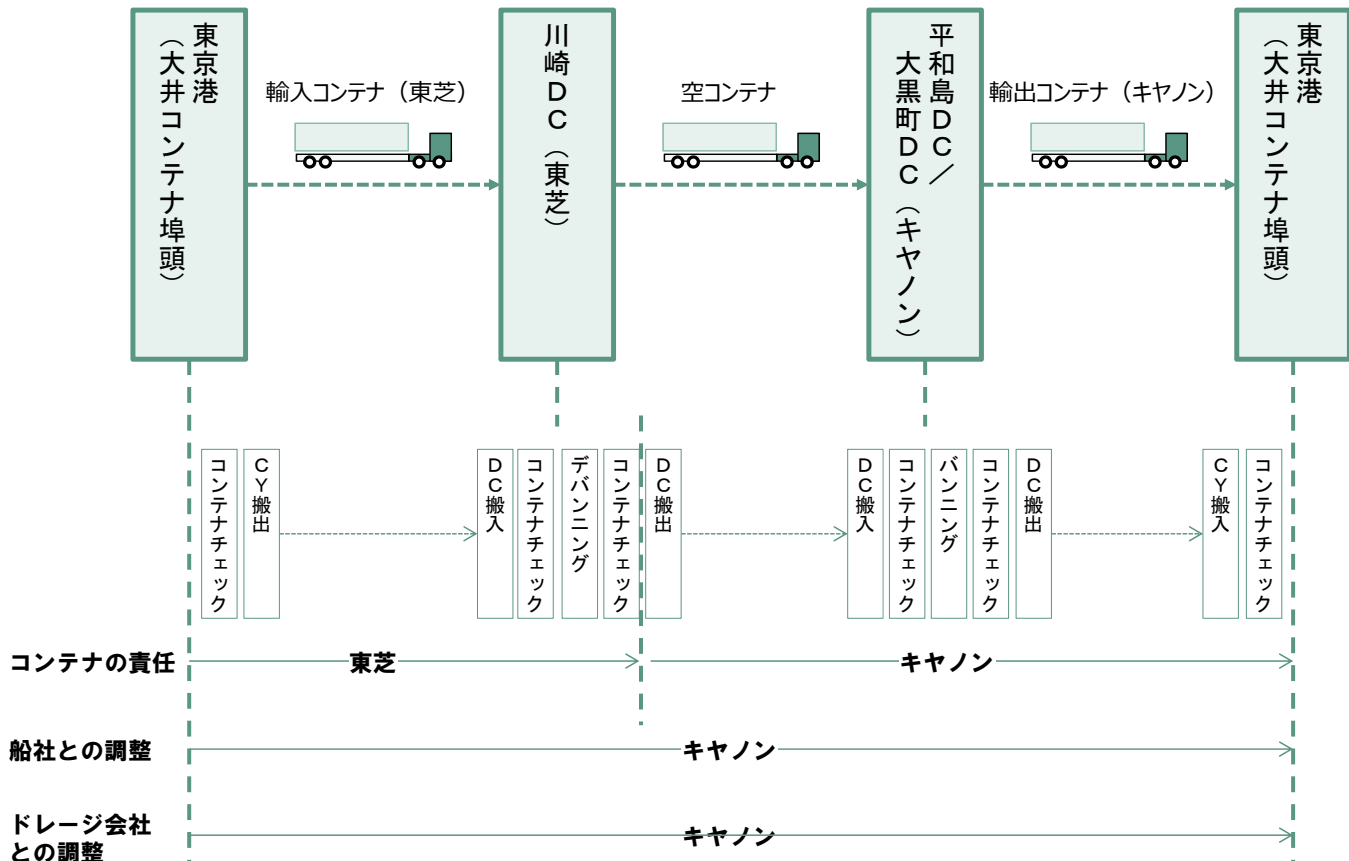 東京港
（大井コンテナ埠頭）
輸入コンテナ（東芝）
川崎ＤＣ（東芝）
空コンテナ
平和島ＤＣ／
大黒町ＤＣ（キヤノン）
輸出コンテナ（キヤノン）
東京港
（大井コンテナ埠頭）
コンテナチェック
ＣＹ搬出
ＤＣ搬入
コンテナチェック
デバンニング
コンテナチェック
ＤＣ搬出
ＤＣ搬入
コンテナチェック
バンニング
コンテナチェック
ＤＣ搬出
ＣＹ搬入
コンテナチェック
コンテナの責任
東芝
キヤノン
船社との調整
キヤノン
ドレージ会社
との調整
キヤノン